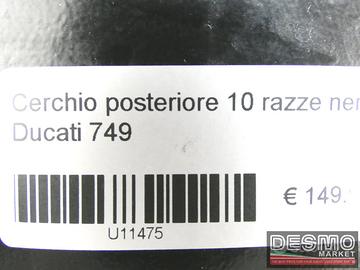 Cerchio posteriore 10 razze ner
Ducati 749
€ 149.
U11475
DESMO
MARKET